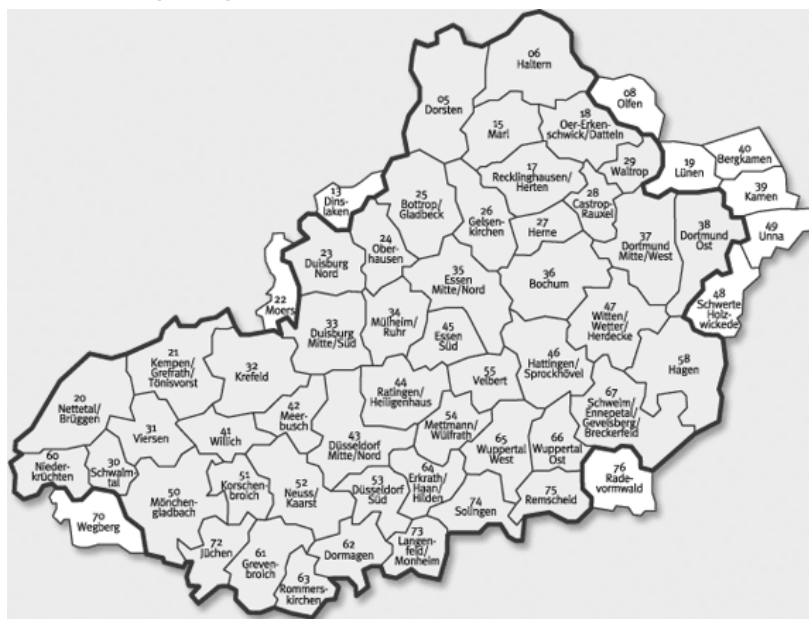 06
Haltern
08
Olfen
05
Dorsten
15
Marl
18
Oer-Erken-
schwick/Datteln
40
Bergkamen
19
Lünen
29
Waltrop
17
Recklinghausen/
Herten
39
Kamen
13
Dins-
laken
25
Bottrop/
Gladbeck
28
Castrop-
Rauxel
26
Gelsen-
kirchen
27
Herne
38
Dortmund
Ost
49
Unna
37
Dortmund
Mitte/West
24
Ober-
hausen
23
Duisburg
Nord
35
Essen
Mitte/Nord
36
Bochum
48
Schwerte
Holz-
wickede
22
Moers
33
Duisburg
Mitte/Süd
34
Mülheim/
Ruhr
45
Essen
Süd
47
Witten/
Wetter/
Herdecke
21
Kempen/
Grefrath/
Tönisvorst
32
Krefeld
46
Hattingen/
Sprockhövel
58
Hagen
44
Ratingen/
Heiligenhaus
55
Velbert
20
Nettetal/
Brüggen
67
Schwelm/
Ennepetal/
Gevelsberg/
Breckerfeld
42
Meer-
busch
54
Mettmann/
Wülfrath
31
Viersen
41
Willich
43
Düsseldorf
Mitte/Nord
65
Wuppertal
West
66
Wuppertal
Ost
60
Nieder-
krüchten
30
Schwalm-
tal
76
Rade-
vormwald
64
Erkrath/
Haan/
Hilden
51
Korschen-
broich
52
Neuss/
Kaarst
53
Düsseldorf
Süd
50
Mönchen-
gladbach
75
Remscheid
74
Solingen
70
Wegberg
73
Langen-
feld/
Monheim
72
Jüchen
62
Dormagen
61
Greven-
broich
63
Rommers-
kirchen